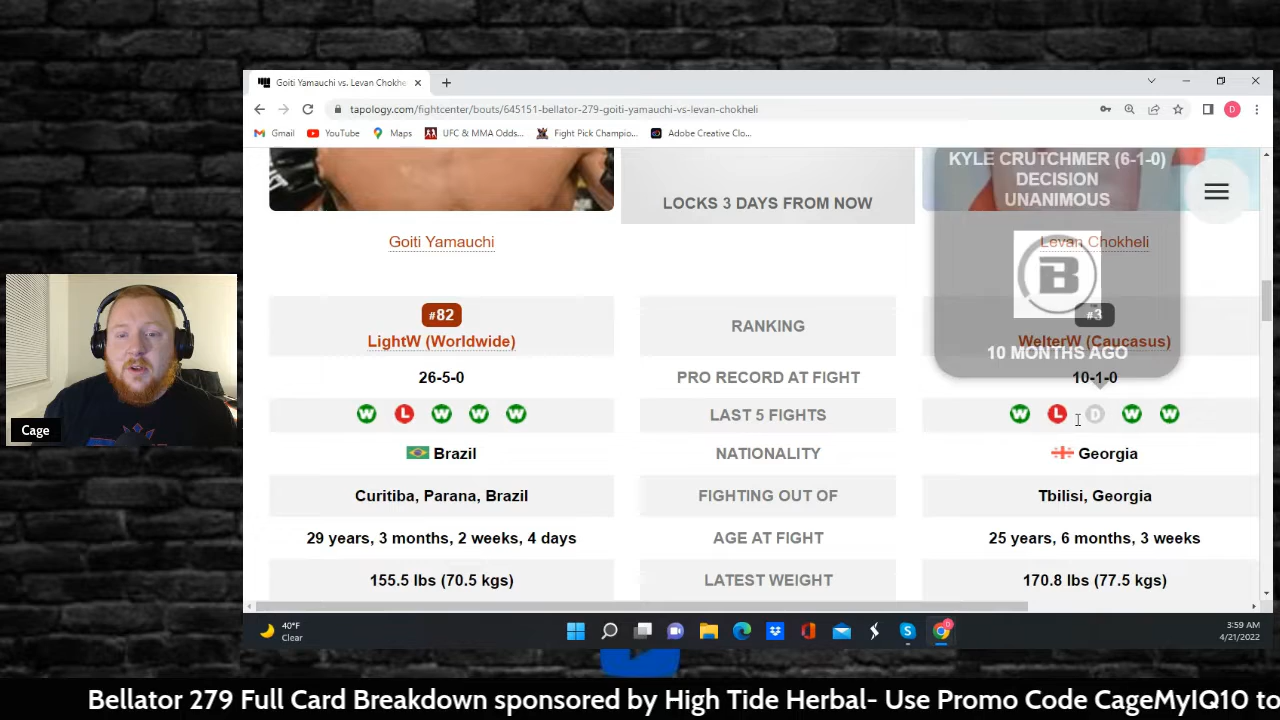 Goiti Yamauchi vs. Levan Chokhe
tapology.com/fightcenter/bouts/645151-bellator-279-goiti-yamauchi-vs-levan-chokheli
D
Gmail
YouTube
Maps
UFC & MMA Odds...
Fight Pick Champio...
Adobe Creative Clo...
KYLE CRUTCHMER (6-1-0)
DECISION
UNANIMOUS
LOCKS 3 DAYS FROM NOW
Goiti Yamauchi
Levan Chokheli
B
#82
RANKING
#3
LightW (Worldwide)
WelterW (Caucasus)
10 MONTHS AGO
26-5-0
PRO RECORD AT FIGHT
10-1-0
W L W W W
LAST 5 FIGHTS
W L D W W
Brazil
NATIONALITY
Georgia
Curitiba, Parana, Brazil
FIGHTING OUT OF
Tbilisi, Georgia
29 years, 3 months, 2 weeks, 4 days
AGE AT FIGHT
25 years, 6 months, 3 weeks
155.5 lbs (70.5 kgs)
LATEST WEIGHT
170.8 lbs (77.5 kgs)
Cage
40°F
Clear
3:59 AM
4/21/2022
Bellator 279 Full Card Breakdown sponsored by High Tide Herbal- Use Promo Code CageMyIQ10 to